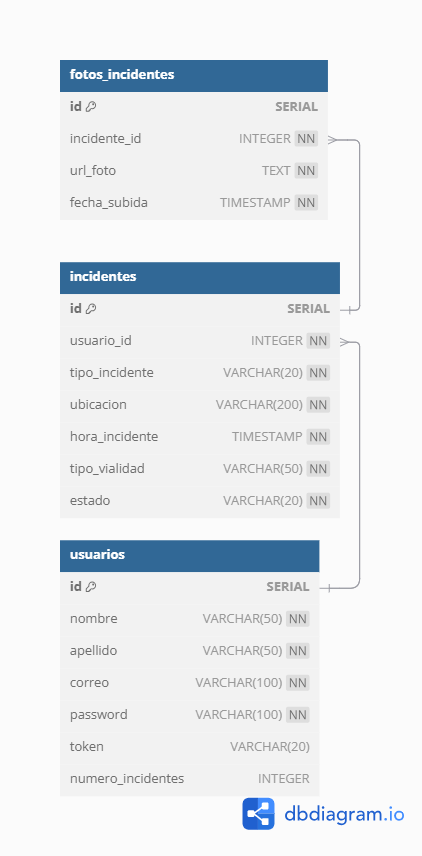 fotos_incidentes
id SERIAL
incidente_id INTEGER NN
url_foto TEXT NN
fecha_subida TIMESTAMP NN
incidentes
id SERIAL
usuario_id INTEGER NN
tipo_incidente VARCHAR(20) NN
ubicacion VARCHAR(200) NN
hora_incidente TIMESTAMP NN
tipo_vialidad VARCHAR(50) NN
estado VARCHAR(20) NN
usuarios
id SERIAL
nombre VARCHAR(50) NN
apellido VARCHAR(50) NN
correo VARCHAR(100) NN
password VARCHAR(100) NN
token VARCHAR(20)
numero_incidentes INTEGER
dbdiagram.io